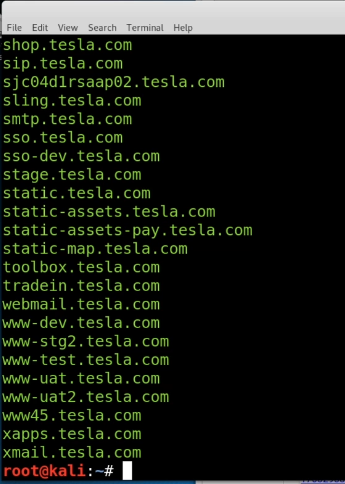 File Edit View Search Terminal Help
shop.tesla.com
sip.tesla.com
sjc04d1rsaap02.tesla.com
sling.tesla.com
smtp.tesla.com
sso.tesla.com
sso-dev.tesla.com
stage.tesla.com
static.tesla.com
static-assets.tesla.com
static-assets-pay.tesla.com
static-map.tesla.com
toolbox.tesla.com
tradein.tesla.com
webmail.tesla.com
www-dev.tesla.com
www-stg2.tesla.com
www-test.tesla.com
www-uat.tesla.com
www-uat2.tesla.com
www45.tesla.com
xapps.tesla.com
xmail.tesla.com
root@kali:~#